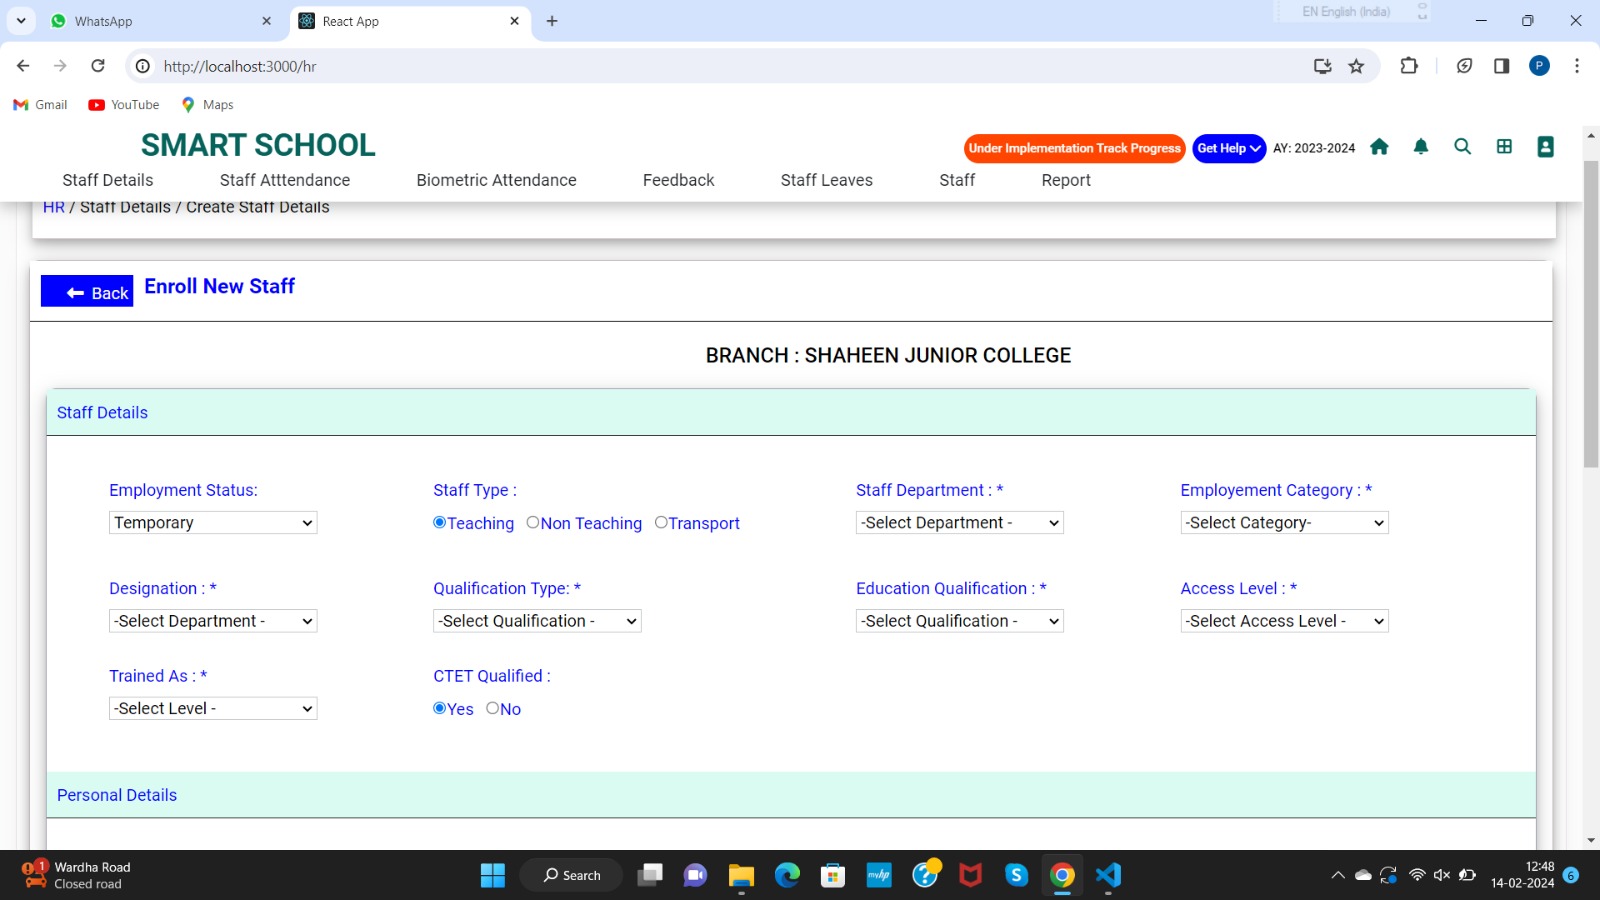 WhatsApp
React App
EN English (India)
http://localhost:3000/hr
P
Gmail YouTube Maps
SMART SCHOOL
Under Implementation Track Progress Get Help AY: 2023-2024
Staff Details Staff Atttendance Biometric Attendance Feedback Staff Leaves Staff Report
HR / Staff Details / Create Staff Details
Back Enroll New Staff
BRANCH : SHAHEEN JUNIOR COLLEGE
Staff Details
Employment Status: Staff Type : Staff Department : * Employement Category : *
Temporary Teaching Non Teaching Transport -Select Department - -Select Category-
Designation : * Qualification Type: * Education Qualification : * Access Level : *
-Select Department - -Select Qualification - -Select Qualification - -Select Access Level -
Trained As : * CTET Qualified :
-Select Level - Yes No
Personal Details
1 Wardha Road
Closed road
Search
myhp
S
12:48
14-02-2024
6